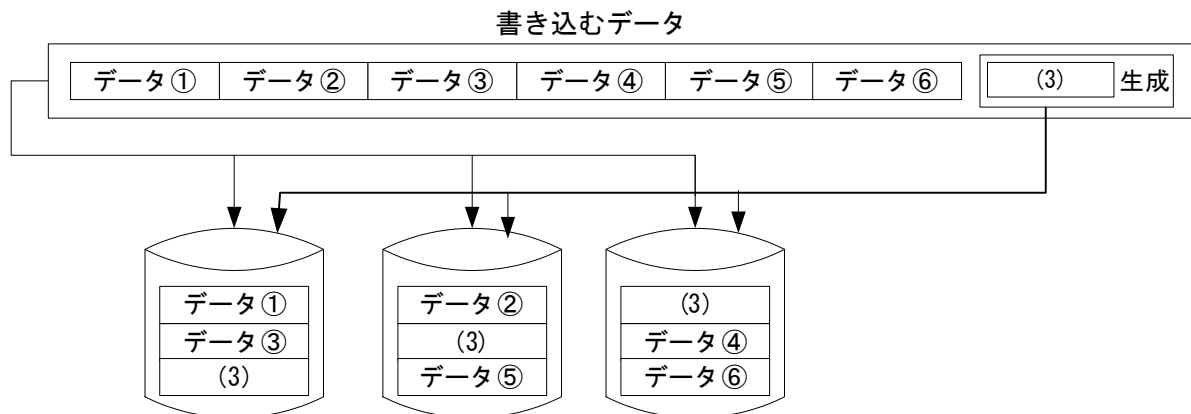 書き込むデータ
データ① データ② データ③ データ④ データ⑤ データ⑥ (3) 生成
データ① データ② (3)
データ③ (3) データ④
(3) データ⑤ データ⑥